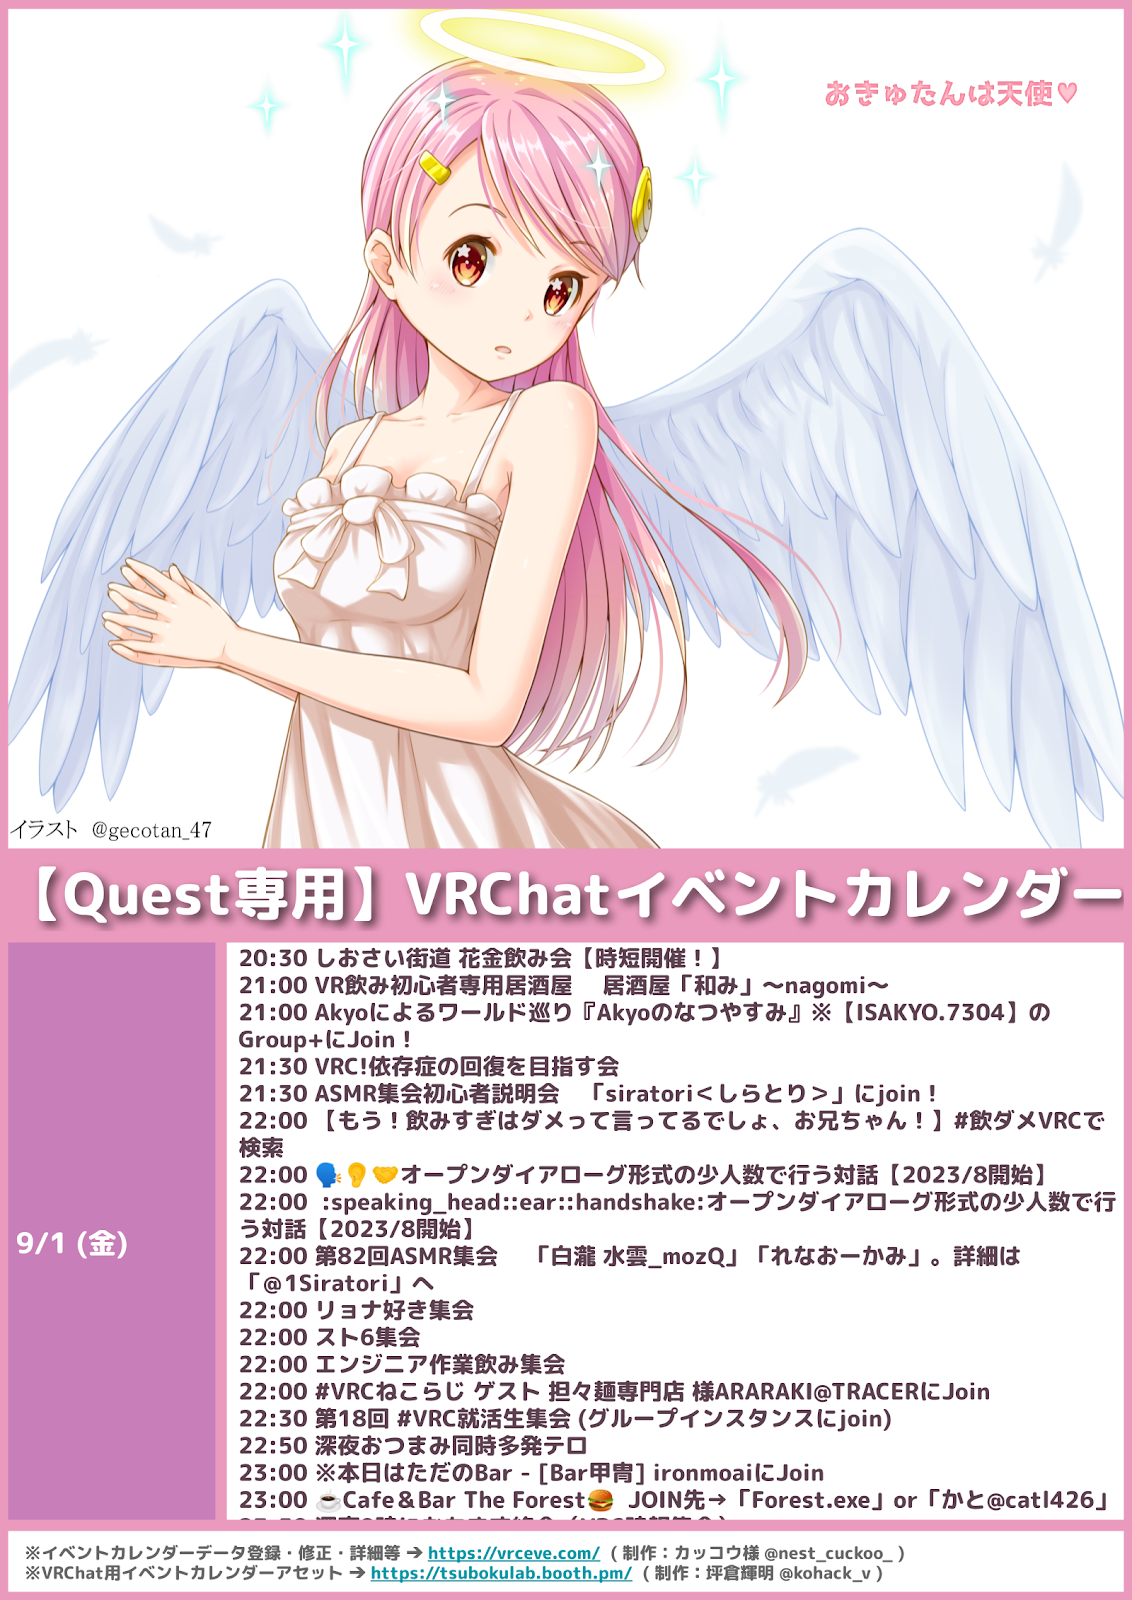 おきゅたんは天使♥
イラスト @gecotan_47
【Quest専用】VRChatイベントカレンダー
9/1 (金)
20:30 しおさい街道 花金飲み会【時短開催！】
21:00 VR飲み初心者専用居酒屋　居酒屋「和み」～nagomi～
21:00 Akyoによるワールド巡り『Akyoのなつやすみ』※【ISAKYO.7304】の
Group+にJoin！
21:30 VRC!依存症の回復を目指す会
21:30 ASMR集会初心者説明会　「siratori＜しらとり＞」にjoin！
22:00 【もう！飲みすぎはダメって言ってるでしょ、お兄ちゃん！】#飲ダメVRCで
検索
22:00 🗣️👂🤝オープンダイアローグ形式の少人数で行う対話【2023/8開始】
22:00 :speaking_head::ear::handshake:オープンダイアローグ形式の少人数で行
う対話【2023/8開始】
22:00 第82回ASMR集会　「白瀧 水雲_mozQ」「れなおーかみ」。詳細は
「@1Siratori」へ
22:00 リョナ好き集会
22:00 スト6集会
22:00 エンジニア作業飲み集会
22:00 #VRCねこらじ ゲスト 担々麺専門店 様ARARAKI@TRACERにJoin
22:30 第18回 #VRC就活生集会 (グループインスタンスにjoin)
22:50 深夜おつまみ同時多発テロ
23:00 ※本日はただのBar - [Bar甲冑] ironmoaiにJoin
23:00 ☕Cafe＆Bar The Forest🍔 JOIN先→「Forest.exe」or「かと@catl426」
※イベントカレンダーデータ登録・修正・詳細等 ➔ https://vrceve.com/ ( 制作：カッコウ様 @nest_cuckoo_ )
※VRChat用イベントカレンダーアセット ➔ https://tsubokulab.booth.pm/ ( 制作：坪倉輝明 @kohack_v )